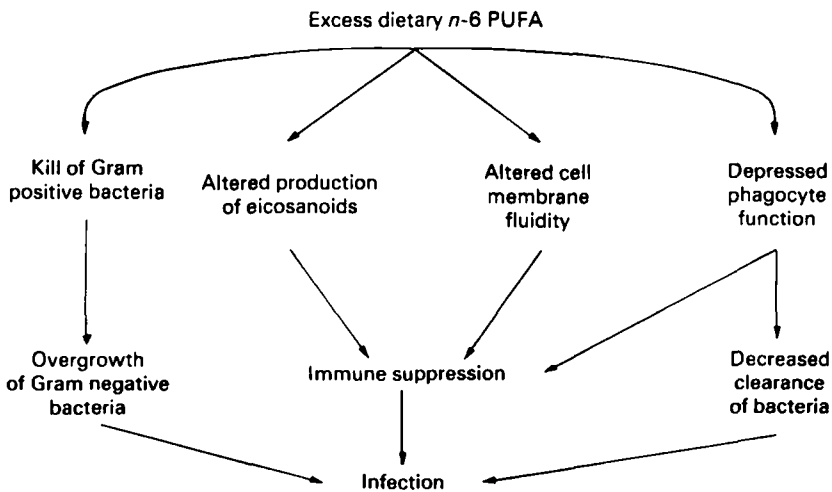 Excess dietary n-6 PUFA
Kill of Gram
positive bacteria
Altered production
of eicosanoids
Altered cell
membrane
fluidity
Depressed
phagocyte
function
Overgrowth
of Gram negative
bacteria
Immune suppression
Decreased
clearance
of bacteria
Infection